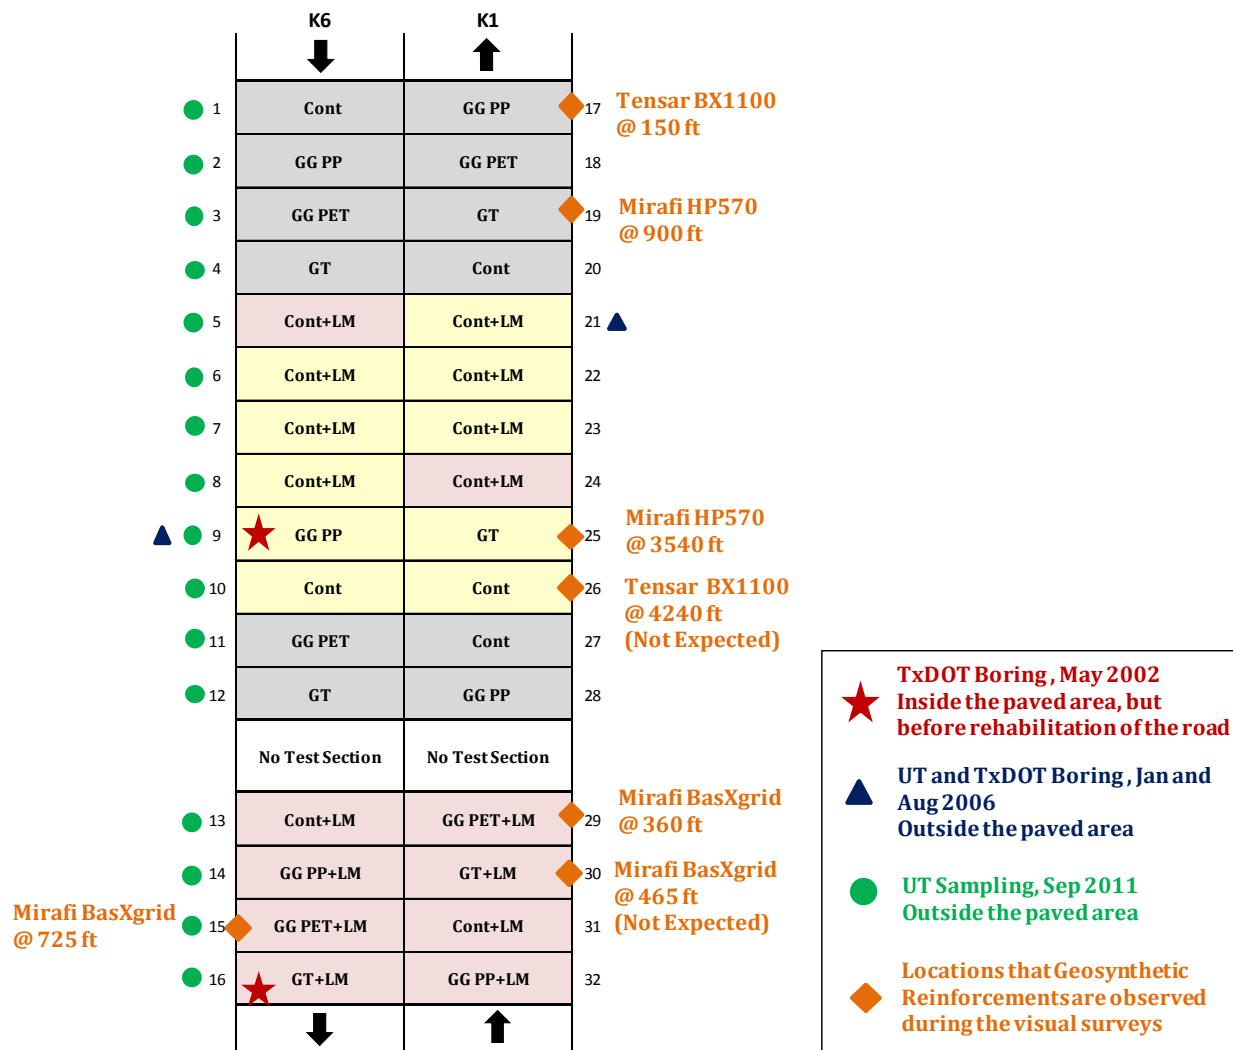 K6 K1
1 Cont GG PP 17 Tensar BX1100
@ 150 ft
2 GG PP GG PET 18
3 GG PET GT 19 Mirafi HP570
@ 900 ft
4 GT Cont 20
5 Cont+LM Cont+LM 21
6 Cont+LM Cont+LM 22
7 Cont+LM Cont+LM 23
8 Cont+LM Cont+LM 24
9 GG PP GT 25 Mirafi HP570
@ 3540 ft
10 Cont Cont 26 Tensar BX1100
@ 4240 ft
(Not Expected)
11 GG PET Cont 27
12 GT GG PP 28
No Test Section No Test Section
13 Cont+LM GG PET+LM 29 Mirafi BasXgrid
@ 360 ft
14 GG PP+LM GT+LM 30 Mirafi BasXgrid
@ 465 ft
(Not Expected)
Mirafi BasXgrid
@ 725 ft
15 GG PET+LM Cont+LM 31
16 GT+LM GG PP+LM 32
TxDOT Boring , May 2002
Inside the paved area, but
before rehabilitation of the road
UT and TxDOT Boring , Jan and
Aug 2006
Outside the paved area
UT Sampling, Sep 2011
Outside the paved area
Locations that Geosynthetic
Reinforcements are observed
during the visual surveys